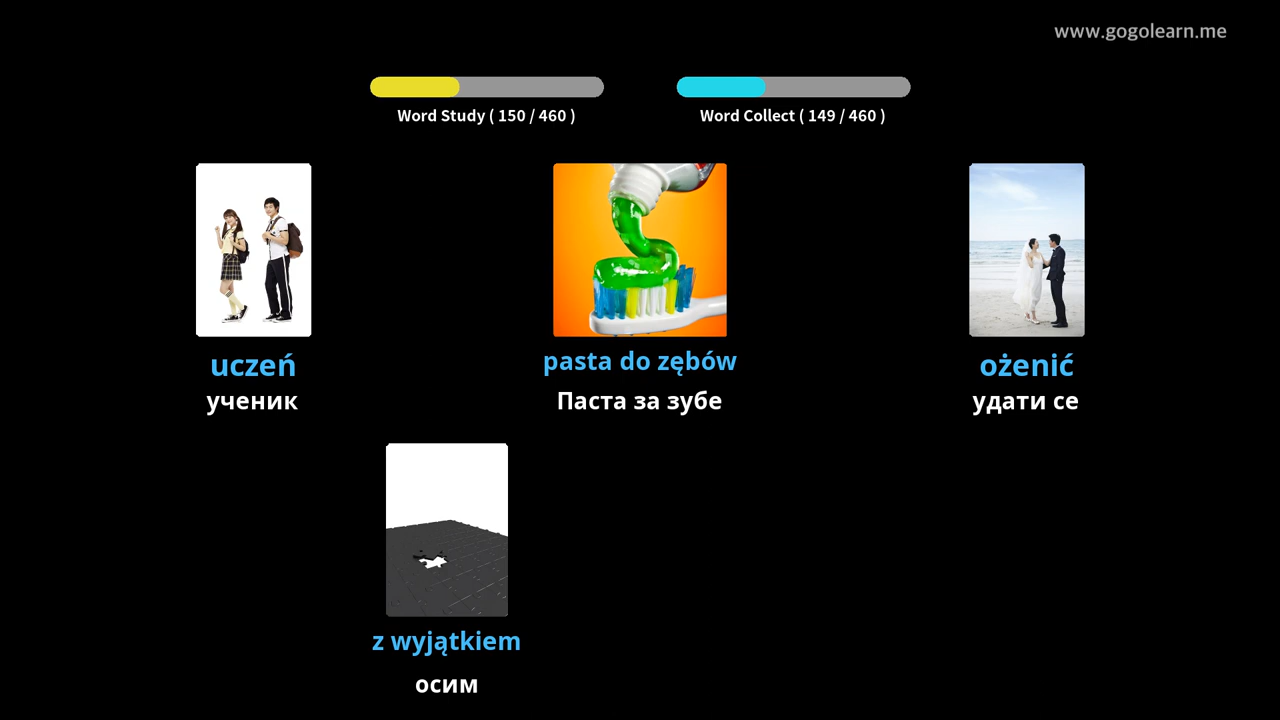 www.gogolearn.me
Word Study ( 150 / 460 )
Word Collect ( 149 / 460 )
uczeń
ученик
pasta do zębów
Паста за зубе
ożenić
удати се
z wyjątkiem
осим